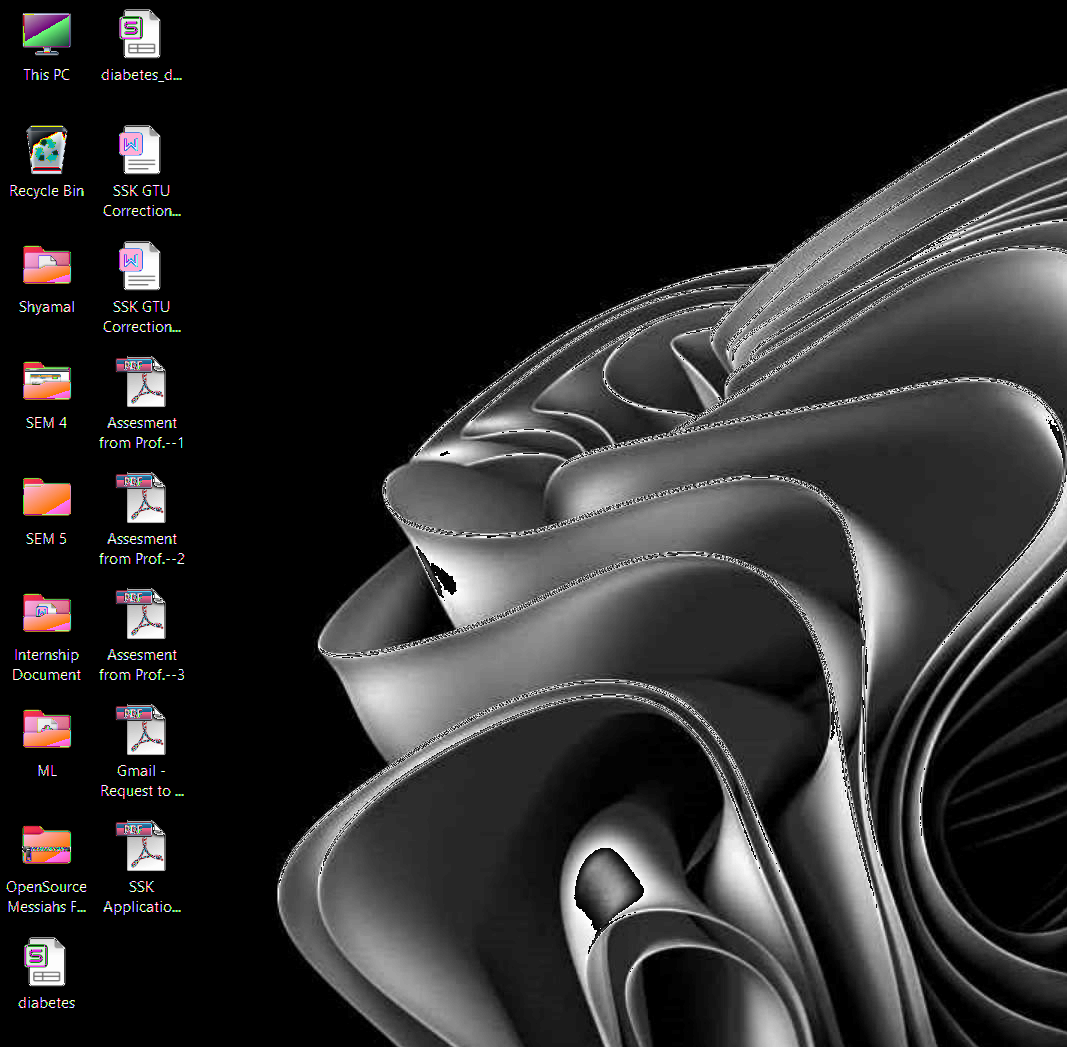 This PC
diabetes_d...
Recycle Bin
SSK GTU
Correction...
Shyamal
SSK GTU
Correction...
SEM 4
Assesment
from Prof.--1
SEM 5
Assesment
from Prof.--2
Internship
Document
Assesment
from Prof.--3
ML
Gmail -
Request to ...
OpenSource
Messiahs F...
SSK
Applicatio...
diabetes